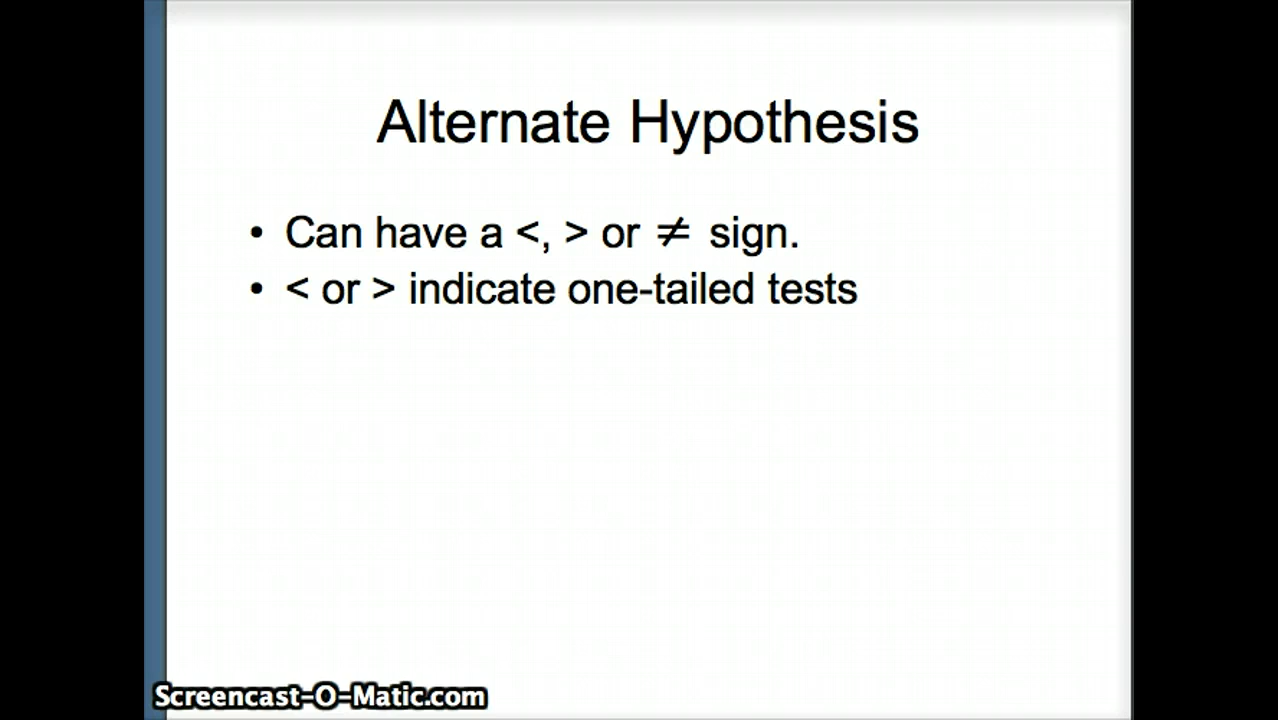 Alternate Hypothesis
• Can have a <, > or ≠ sign.
• < or > indicate one-tailed tests
Screencast-O-Matic.com